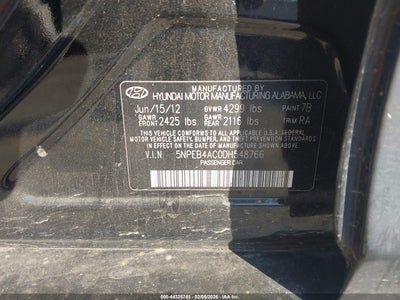 MANUFACTURED BY
HYUNDAI MOTOR MANUFACTURING ALABAMA, LLC
Jun/15/12 GVWR 4299 lbs PAINT 7B
GAWR FRONT 2425 lbs GAWR REAR 2116 lbs TRIM RA
THIS VEHICLE CONFORMS TO ALL APPLICABLE U.S.A. FEDERAL
MOTOR VEHICLE SAFETY, BUMPER, AND THEFT PREVENTION
STANDARDS IN EFFECT ON THE DATE OF MANUFACTURE SHOWN ABOVE.
V.I.N 5NPEB4AC0DH548766
PASSENGER CAR
000-44329745 - 02/09/2026 - IAA Inc.